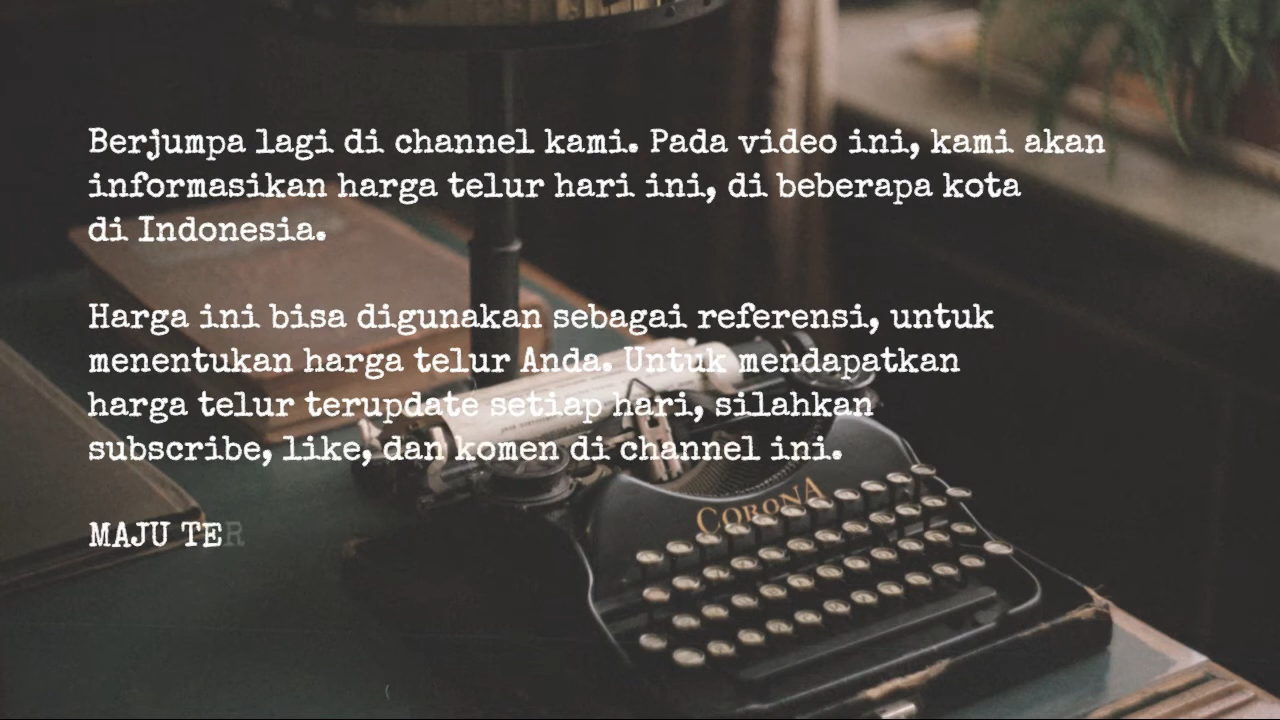 Berjumpa lagi di channel kami. Pada video ini, kami akan
informasikan harga telur hari ini, di beberapa kota
di Indonesia.
Harga ini bisa digunakan sebagai referensi, untuk
menentukan harga telur Anda. Untuk mendapatkan
harga telur terupdate setiap hari, silahkan
subscribe, like, dan komen di channel ini.
MAJU TER
CORONA